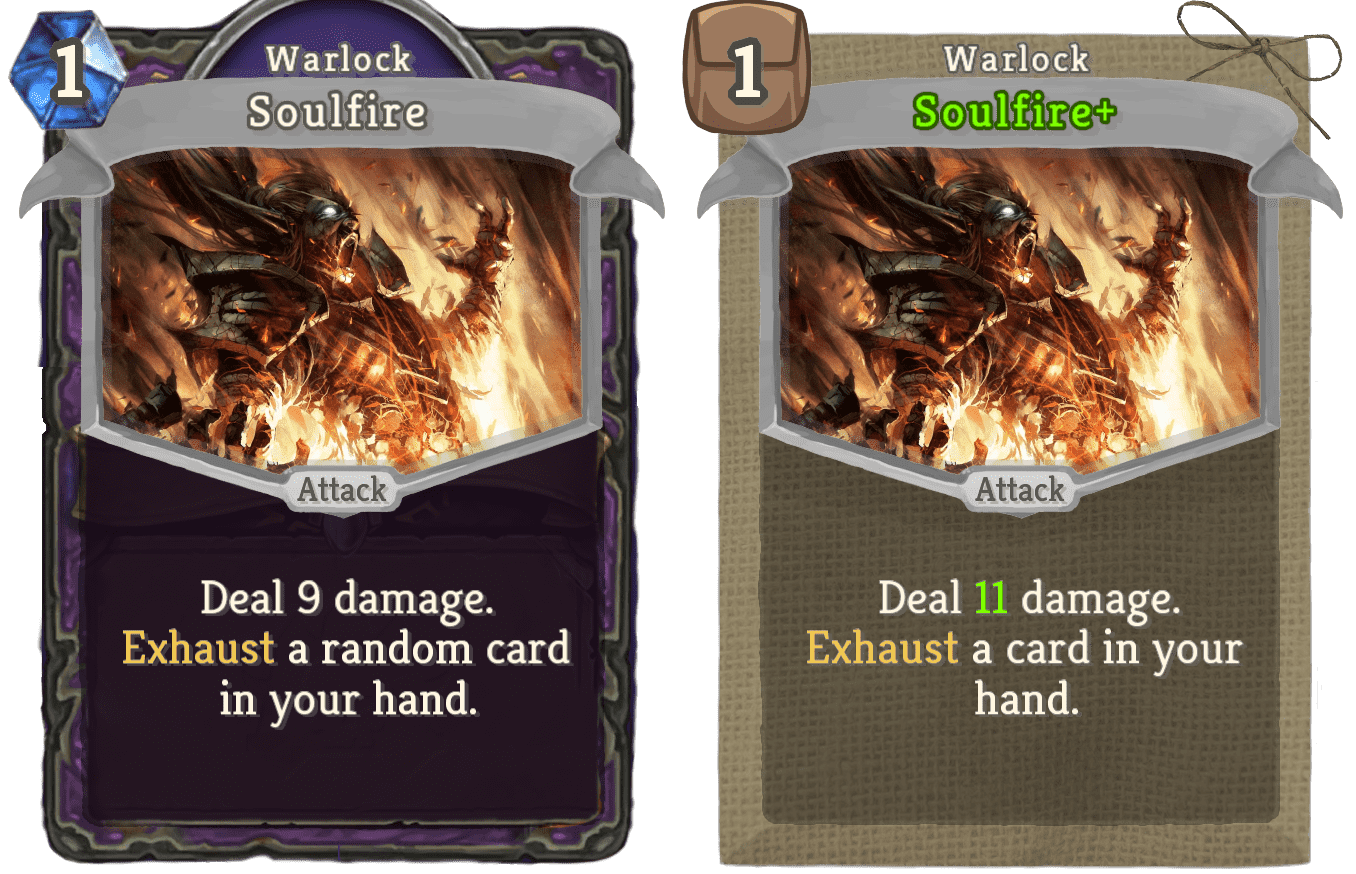 1
Warlock
Soulfire
Attack
Deal 9 damage.
Exhaust a random card
in your hand.
1
Warlock
Soulfire+
Attack
Deal 11 damage.
Exhaust a card in your
hand.